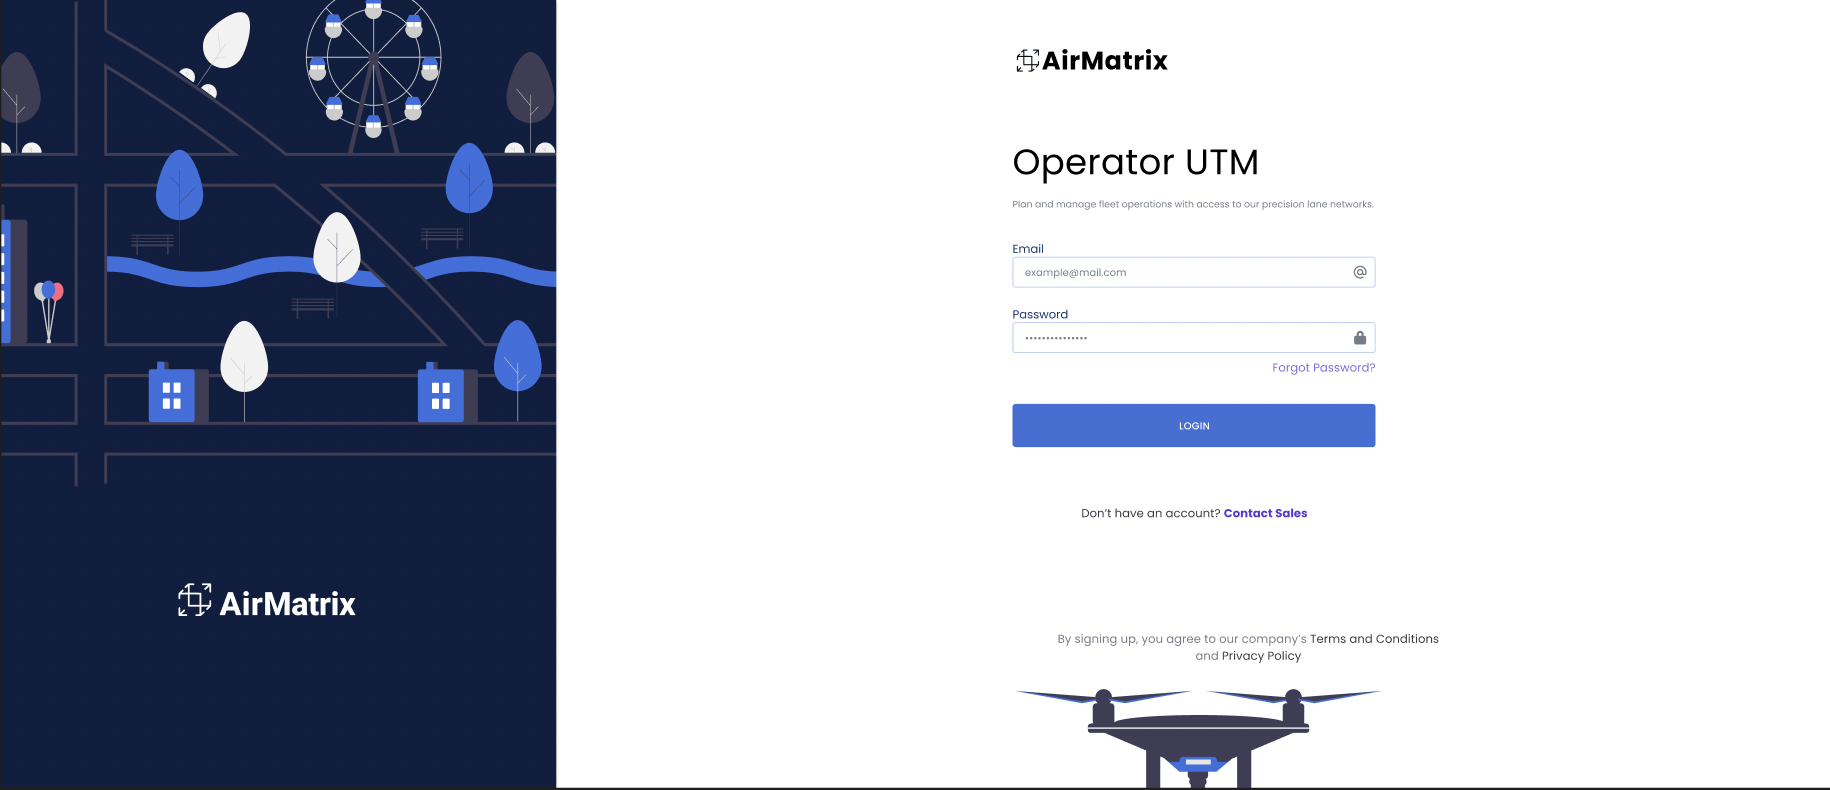 AirMatrix
AirMatrix
Operator UTM
Plan and manage fleet operations with access to our precision lane networks.
Email
example@mail.com
@
Password
•••••••••••••••
Forgot Password?
LOGIN
Don’t have an account? Contact Sales
By signing up, you agree to our company’s Terms and Conditions
and Privacy Policy